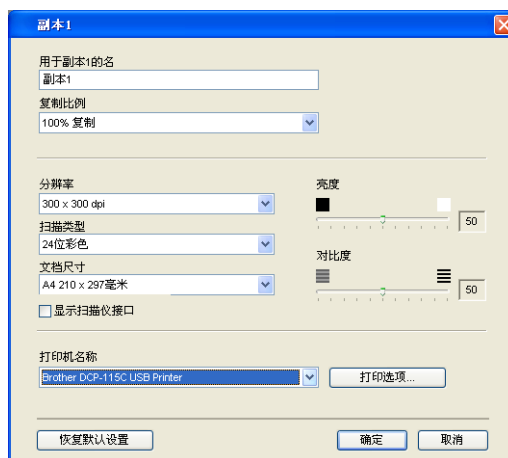 副本1
用于副本1的名
副本1
复制比例
100% 复制
分辨率
300 x 300 dpi
扫描类型
24位彩色
文档尺寸
A4 210 x 297毫米
显示扫描仪接口
亮度
50
对比度
50
打印机名称
Brother DCP-115C USB Printer
打印选项...
恢复默认设置
确定
取消